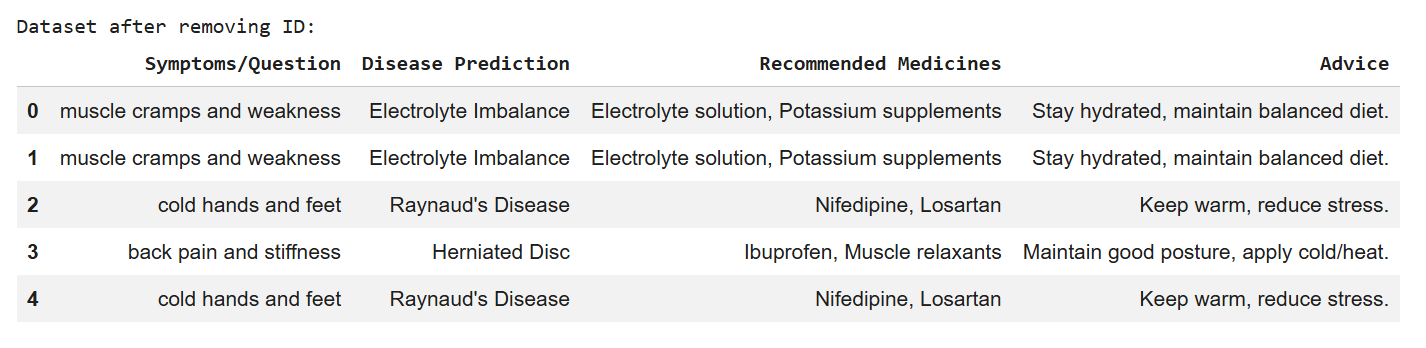 Dataset after removing ID:
Symptoms/Question Disease Prediction Recommended Medicines Advice
0 muscle cramps and weakness Electrolyte Imbalance Electrolyte solution, Potassium supplements Stay hydrated, maintain balanced diet.
1 muscle cramps and weakness Electrolyte Imbalance Electrolyte solution, Potassium supplements Stay hydrated, maintain balanced diet.
2 cold hands and feet Raynaud's Disease Nifedipine, Losartan Keep warm, reduce stress.
3 back pain and stiffness Herniated Disc Ibuprofen, Muscle relaxants Maintain good posture, apply cold/heat.
4 cold hands and feet Raynaud's Disease Nifedipine, Losartan Keep warm, reduce stress.